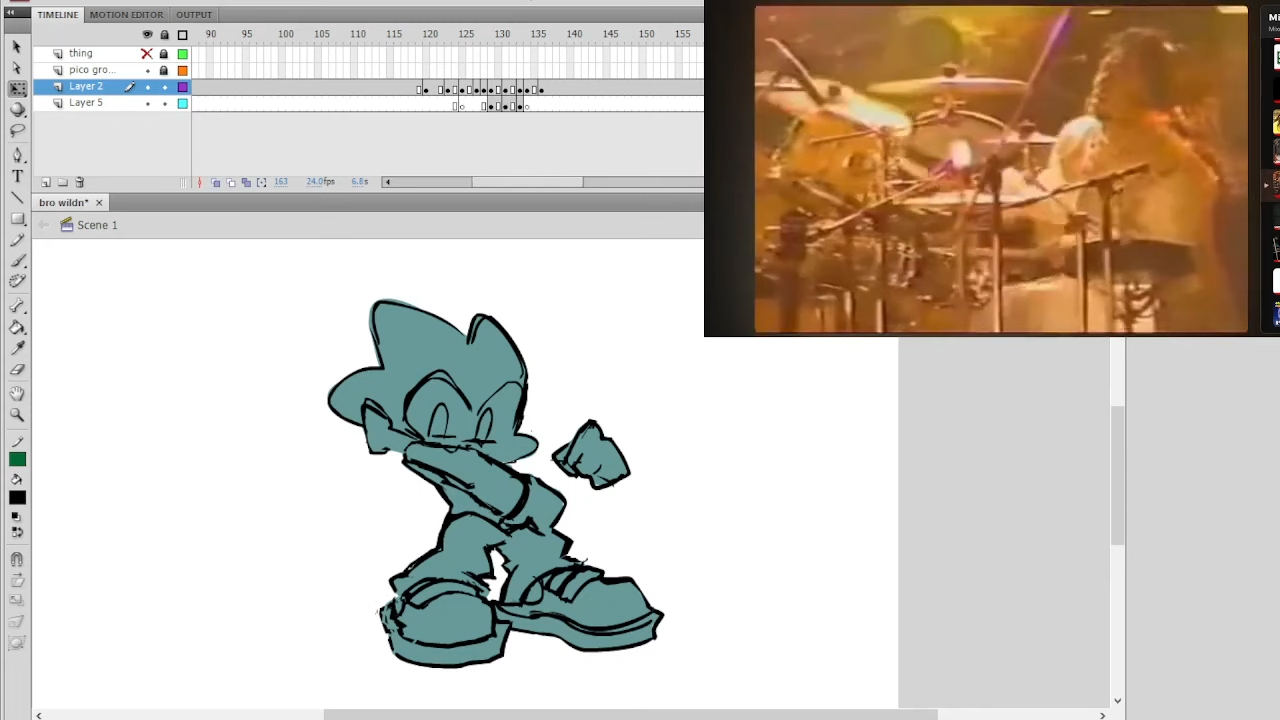 TIMELINE MOTION EDITOR OUTPUT
90 95 100 105 110 115 120 125 130 135 140 145 150 155
thing
pico gro...
Layer 2
Layer 5
163 24.0fps 6.8s
bro wildn*
Scene 1
Mi